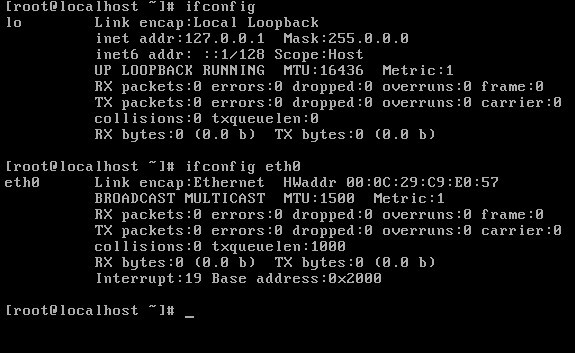 [root@localhost ~]# ifconfig
lo        Link encap:Local Loopback
          inet addr:127.0.0.1  Mask:255.0.0.0
          inet6 addr: ::1/128 Scope:Host
          UP LOOPBACK RUNNING  MTU:16436  Metric:1
          RX packets:0 errors:0 dropped:0 overruns:0 frame:0
          TX packets:0 errors:0 dropped:0 overruns:0 carrier:0
          collisions:0 txqueuelen:0
          RX bytes:0 (0.0 b)  TX bytes:0 (0.0 b)
[root@localhost ~]# ifconfig eth0
eth0      Link encap:Ethernet  HWaddr 00:0C:29:C9:E0:57
          BROADCAST MULTICAST  MTU:1500  Metric:1
          RX packets:0 errors:0 dropped:0 overruns:0 frame:0
          TX packets:0 errors:0 dropped:0 overruns:0 carrier:0
          collisions:0 txqueuelen:1000
          RX bytes:0 (0.0 b)  TX bytes:0 (0.0 b)
          Interrupt:19 Base address:0x2000
[root@localhost ~]# _